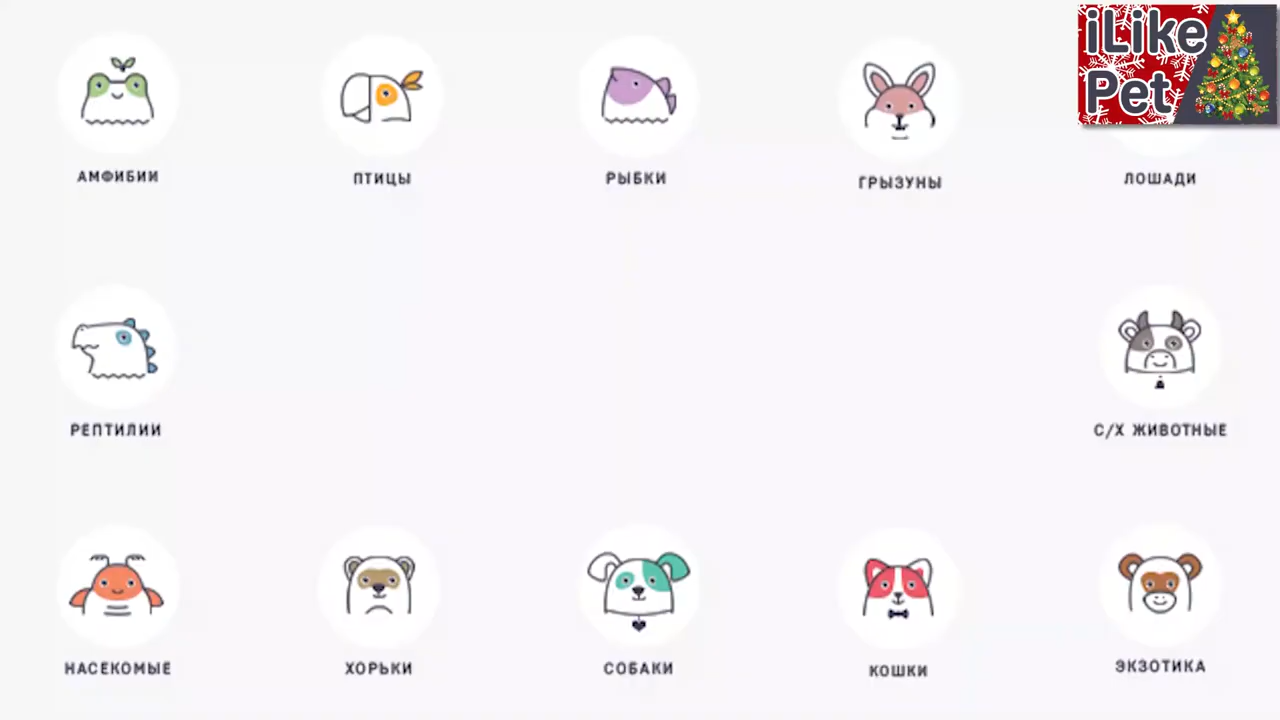 iLike
Pet
АМФИБИИ
ПТИЦЫ
РЫБКИ
ГРЫЗУНЫ
ЛОШАДИ
РЕПТИЛИИ
С/Х ЖИВОТНЫЕ
НАСЕКОМЫЕ
ХОРЬКИ
СОБАКИ
КОШКИ
ЭКЗОТИКА